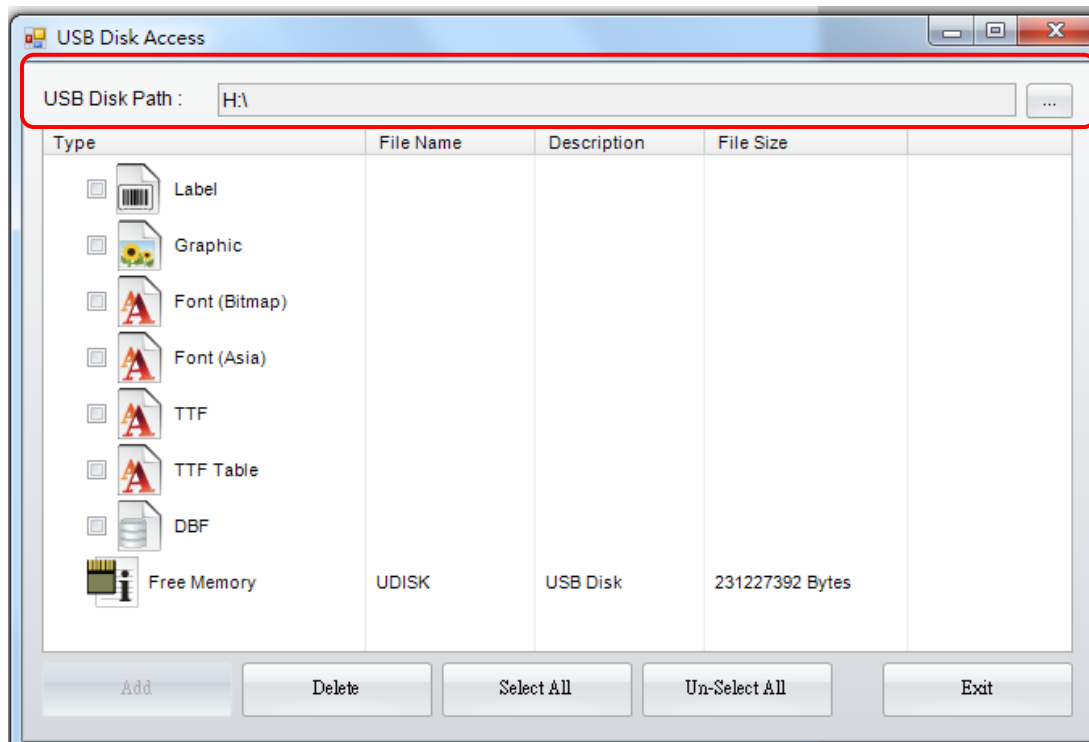 USB Disk Access
USB Disk Path : H:\ ...
Type File Name Description File Size
Label
Graphic
Font (Bitmap)
Font (Asia)
TTF
TTF Table
DBF
Free Memory UDISK USB Disk 231227392 Bytes
Add Delete Select All Un-Select All Exit